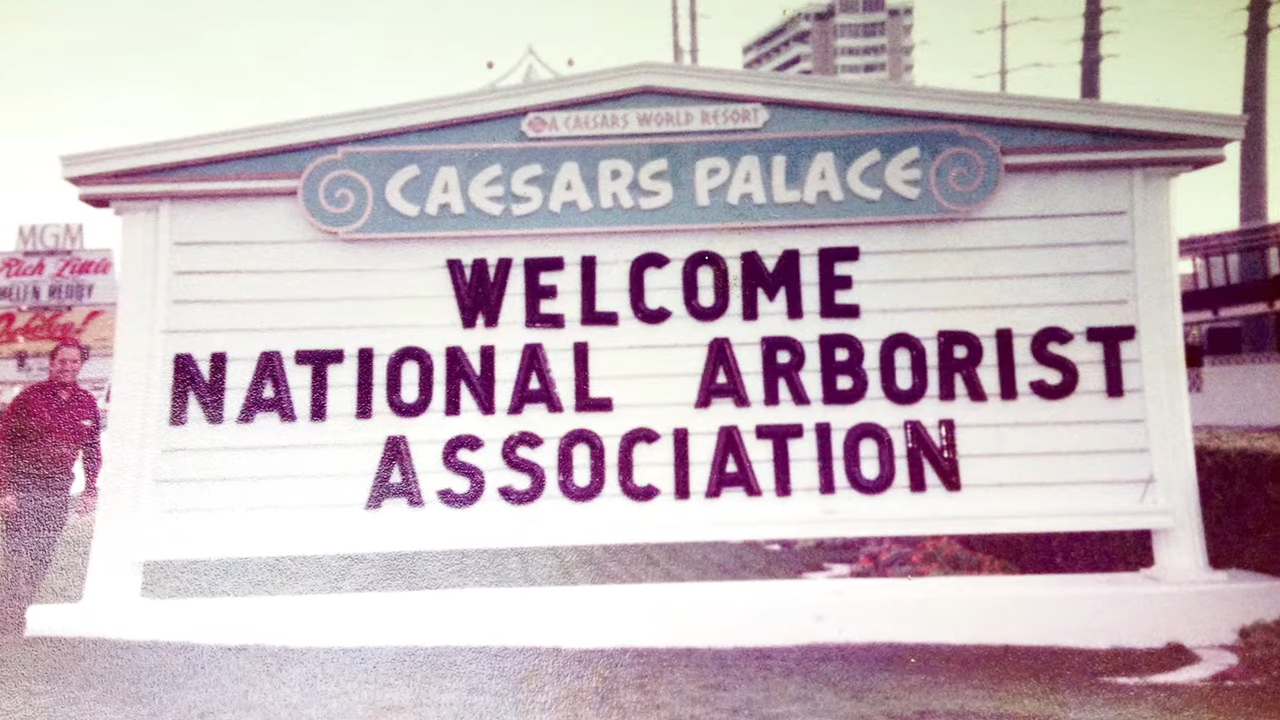 A CAESARS WORLD RESORT
CAESARS PALACE
WELCOME
NATIONAL ARBORIST
ASSOCIATION
MGM
Rich Little
HELEN REDDY